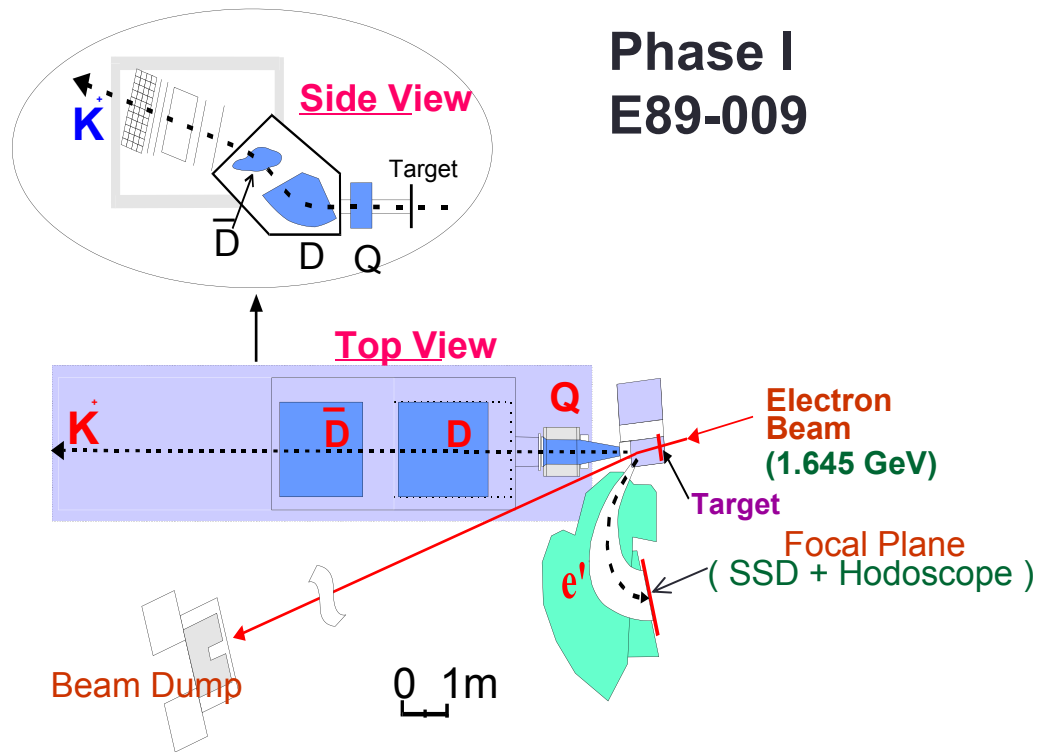 Phase I
E89-009
Side View
K+
Target
D̅
D
Q
Top View
K+
D̅
D
Q
Electron
Beam
(1.645 GeV)
Target
Focal Plane
( SSD + Hodoscope )
e'
Beam Dump
0 1m